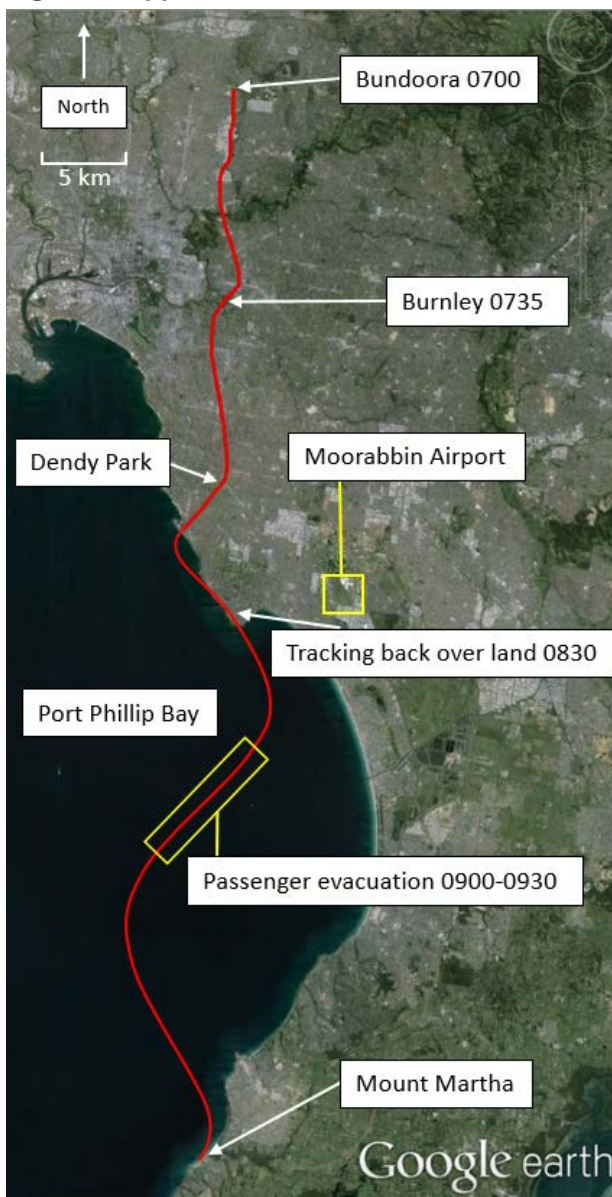 Bundoora 0700
North
5 km
Burnley 0735
Dendy Park
Moorabbin Airport
Tracking back over land 0830
Port Phillip Bay
Passenger evacuation 0900-0930
Mount Martha
Google earth